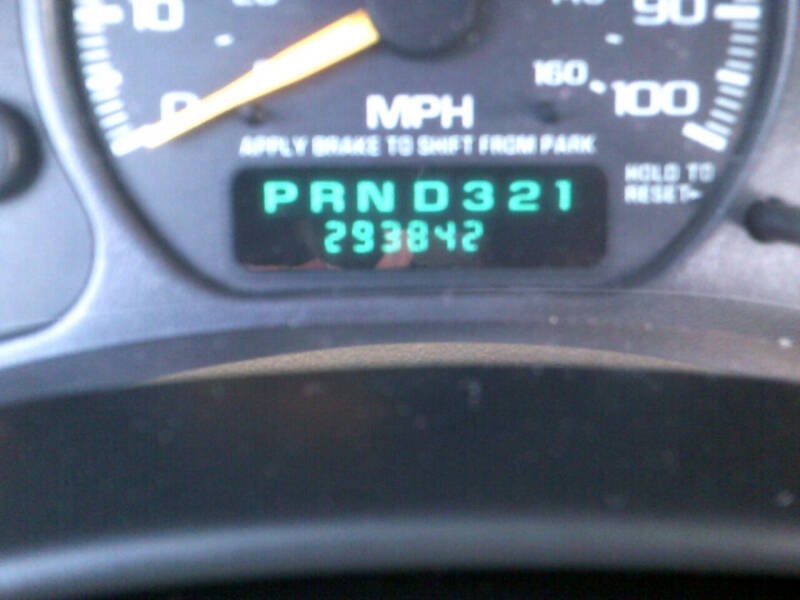 10 90
0 160 100
MPH
APPLY BRAKE TO SHIFT FROM PARK
HOLD TO
RESET
PRND321
293842